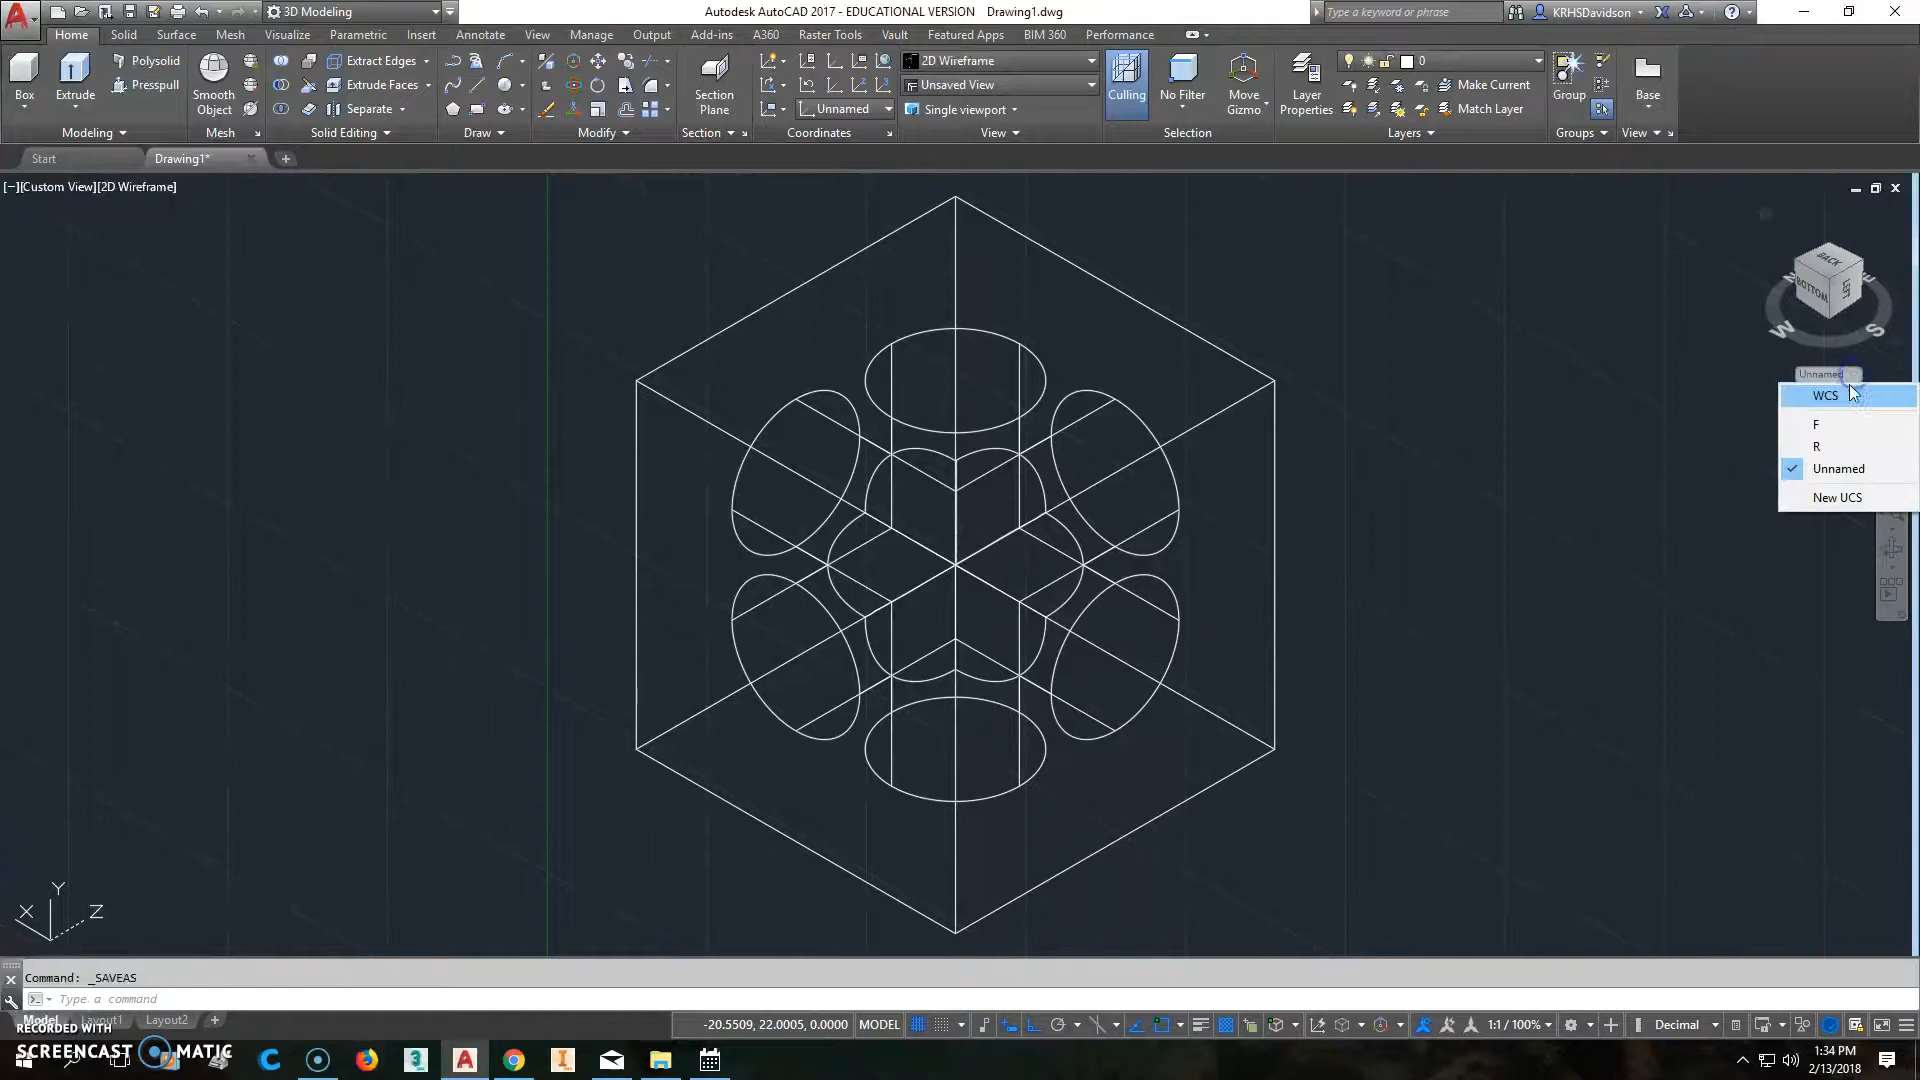 3D Modeling
Autodesk AutoCAD 2017 - EDUCATIONAL VERSION Drawing1.dwg
Type a keyword or phrase
KRHSDavidson
Home Solid Surface Mesh Visualize Parametric Insert Annotate View Manage Output Add-ins A360 Raster Tools Vault Featured Apps BIM 360 Performance
Polysolid
Presspull
Extract Edges
Extrude Faces
Separate
2D Wireframe
Unsaved View
Unnamed
Single viewport
0
Make Current
Match Layer
Box
Extrude
Smooth Object
Section Plane
Culling
No Filter
Move Gizmo
Layer Properties
Group
Base
Modeling Mesh Solid Editing Draw Modify Section Coordinates View Selection Layers Groups View
Start
Drawing1*
[−][Custom View][2D Wireframe]
BACK
BOTTOM
LEFT
W
S
Unnamed
WCS
F
R
Unnamed
New UCS
Y
X
Z
Command: _SAVEAS
Type a command
Model Layout1 Layout2
-20.5509, 22.0005, 0.0000 MODEL
1:1 / 100%
Decimal
RECORDED WITH
SCREENCAST MATIC
1:34 PM
2/13/2018